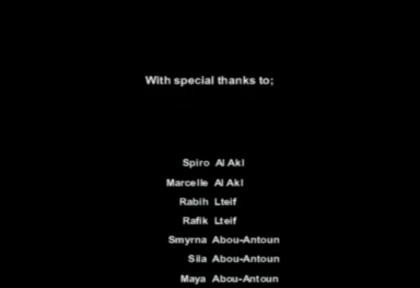 With special thanks to;
Spiro Al Akl
Marcelle Al Akl
Rabih Lteif
Rafik Lteif
Smyrna Abou-Antoun
Sila Abou-Antoun
Maya Abou-Antoun